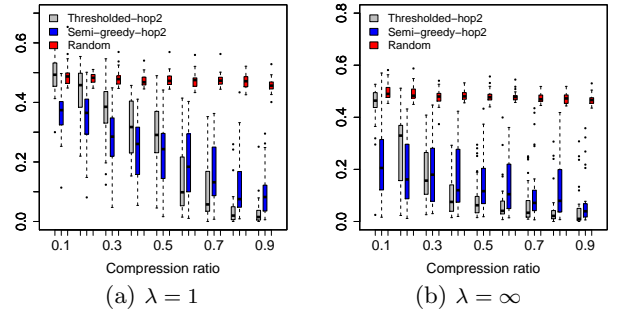 0.0 0.2 0.4 0.6
Thresholded−hop2
Semi−greedy−hop2
Random
0.1 0.3 0.5 0.7 0.9
Compression ratio
(a) λ = 1
0.0 0.2 0.4 0.6 0.8
Thresholded−hop2
Semi−greedy−hop2
Random
0.1 0.3 0.5 0.7 0.9
Compression ratio
(b) λ = ∞